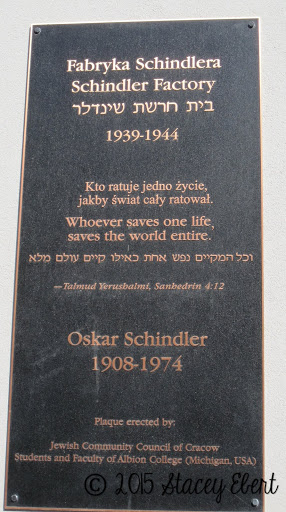 Fabryka Schindlera
Schindler Factory
בית חרשת שינדלר
1939-1944
Kto ratuje jedno życie,
jakby świat cały ratował.
Whoever saves one life,
saves the world entire.
וכל המקיים נפש אחת כאילו קיים עולם מלא
—Talmud Yerushalmi, Sanhedrin 4:12
Oskar Schindler
1908-1974
Plaque erected by:
Jewish Community Council of Cracow
Students and Faculty of Albion College (Michigan, USA)
© 2015 Stacey Ebert